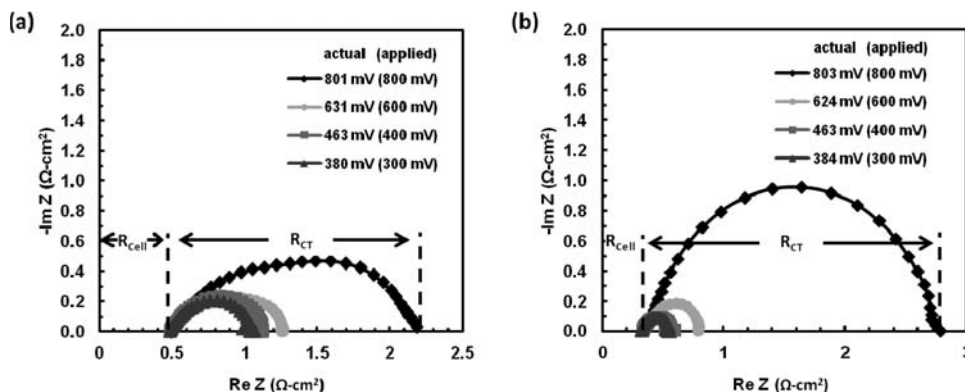 (a)
2.0
1.8
1.6
1.4
1.2
1.0
0.8
0.6
0.4
0.2
0.0
-Im Z (Ω-cm²)
actual (applied)
801 mV (800 mV)
631 mV (600 mV)
463 mV (400 mV)
380 mV (300 mV)
RCell
RCT
0 0.5 1 1.5 2 2.5
Re Z (Ω-cm²)
(b)
2.0
1.8
1.6
1.4
1.2
1.0
0.8
0.6
0.4
0.2
0.0
-Im Z (Ω-cm²)
actual (applied)
803 mV (800 mV)
624 mV (600 mV)
463 mV (400 mV)
384 mV (300 mV)
RCell
RCT
0 1 2 3
Re Z (Ω-cm²)